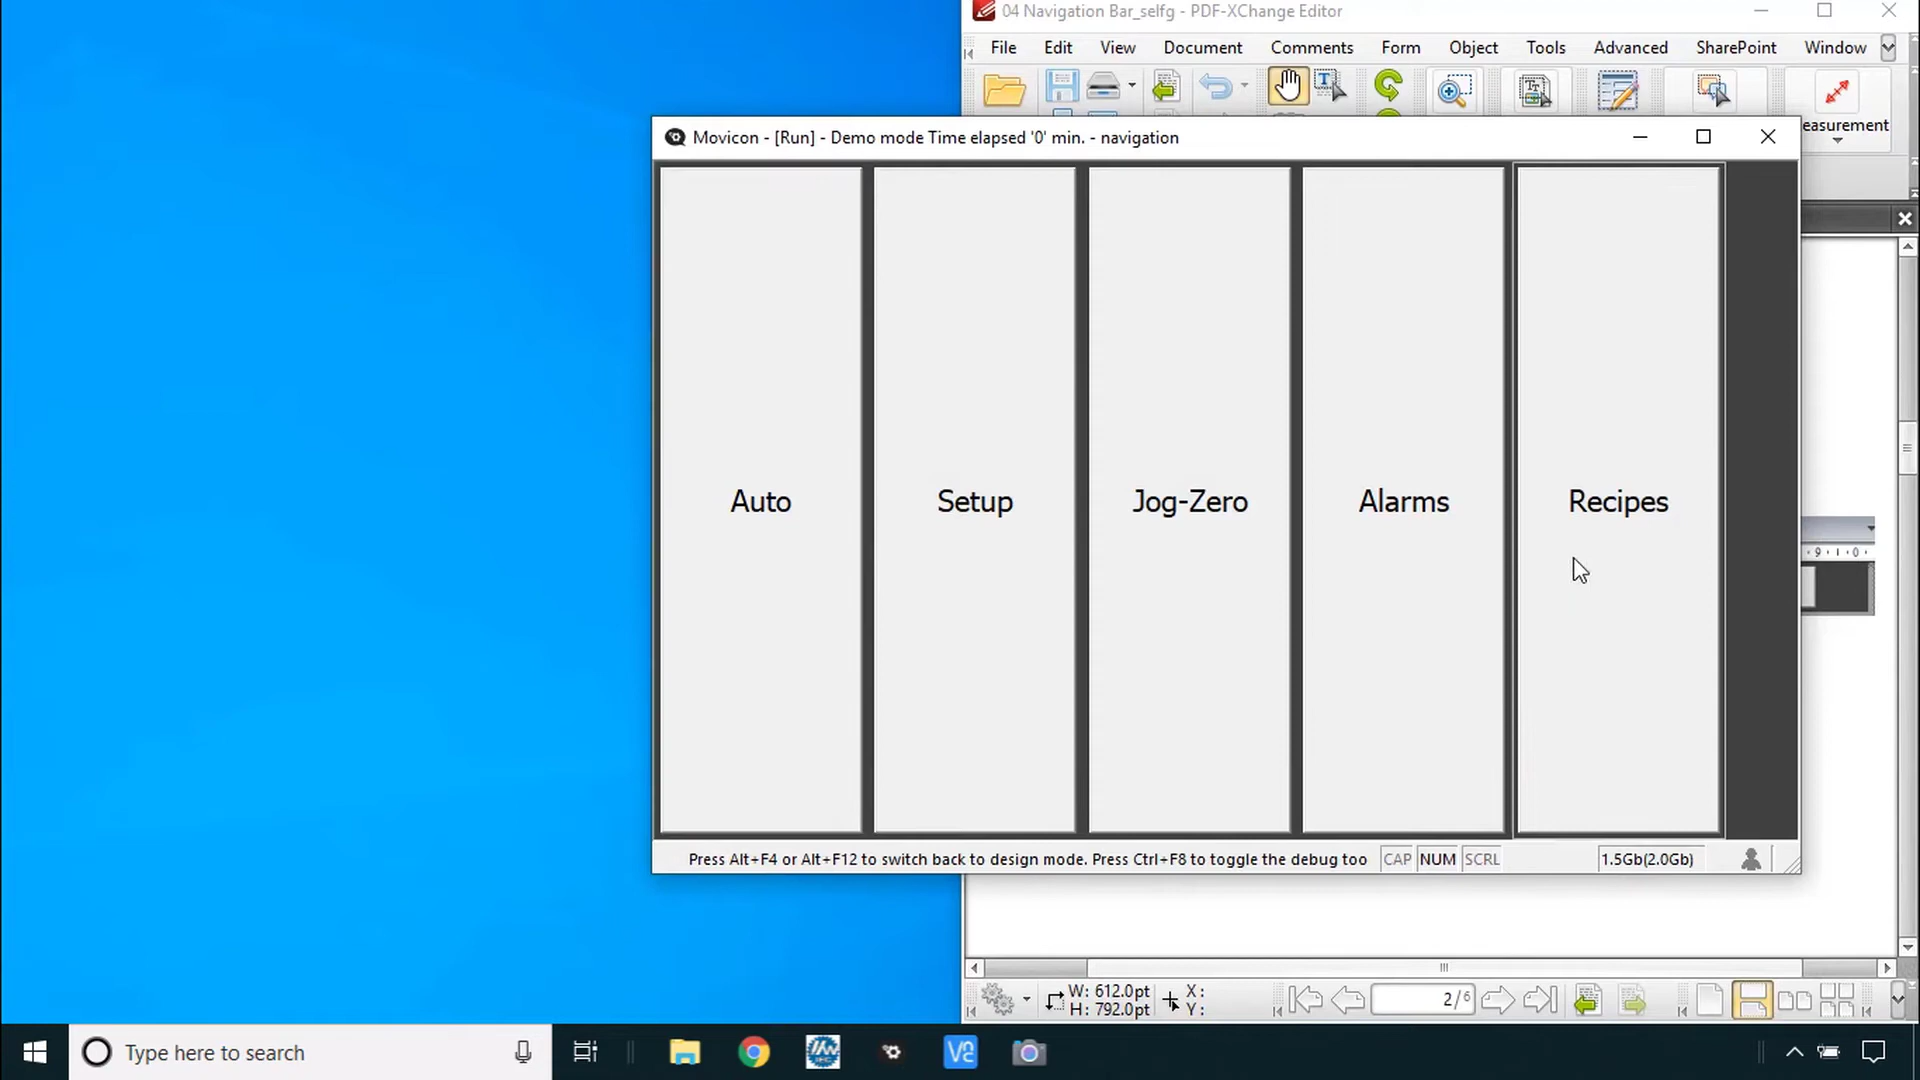 04 Navigation Bar_selfg - PDF-XChange Editor
File Edit View Document Comments Form Object Tools Advanced SharePoint Window
easurement
Movicon - [Run] - Demo mode Time elapsed '0' min. - navigation
Auto
Setup
Jog-Zero
Alarms
Recipes
9 1 0
Press Alt+F4 or Alt+F12 to switch back to design mode. Press Ctrl+F8 to toggle the debug too
CAP NUM SCRL
1.5Gb(2.0Gb)
W: 612.0pt
H: 792.0pt
X:
Y:
2/6
Type here to search